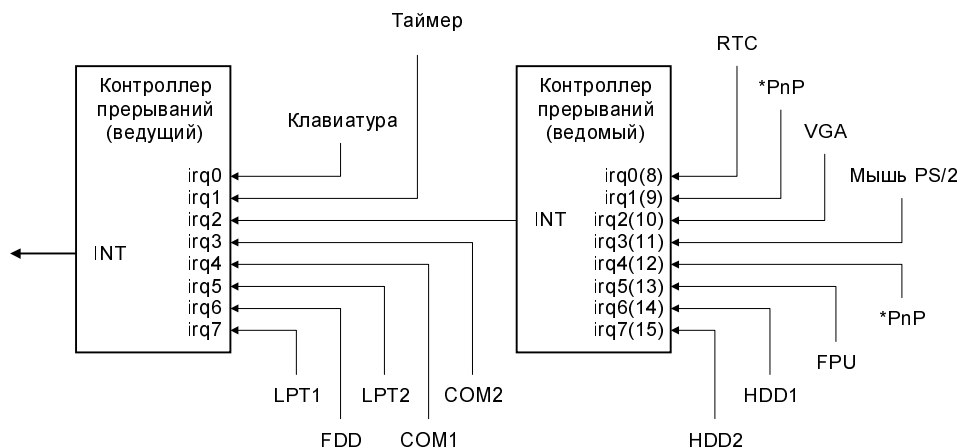 Таймер
RTC
Контроллер
прерываний
(ведущий)
Контроллер
прерываний
(ведомый)
*PnP
Клавиатура
VGA
Мышь PS/2
irq0
irq1
irq2
irq3
irq4
irq5
irq6
irq7
INT
INT
irq0(8)
irq1(9)
irq2(10)
irq3(11)
irq4(12)
irq5(13)
irq6(14)
irq7(15)
*PnP
FPU
LPT1
LPT2
COM2
HDD1
FDD
COM1
HDD2